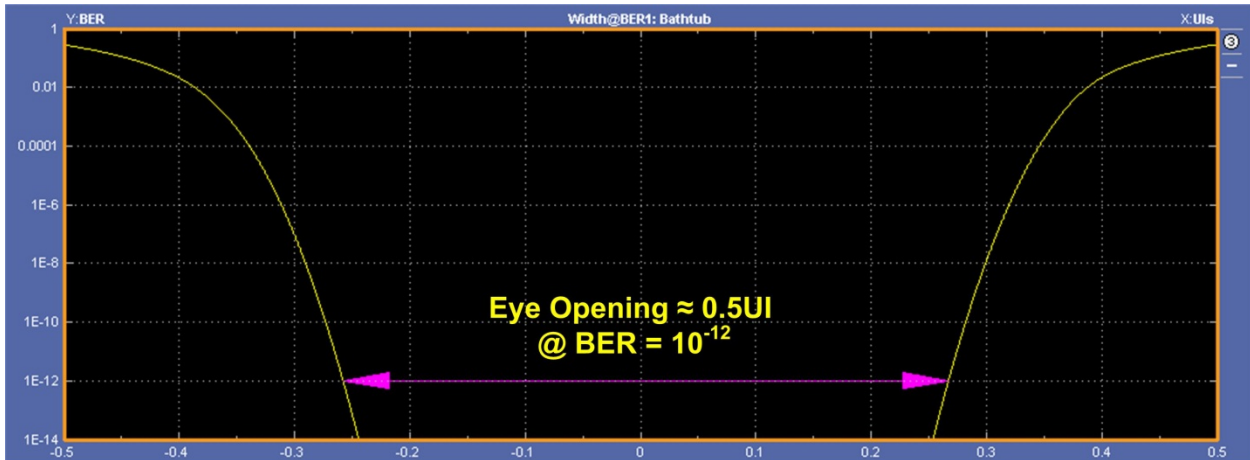 Y:BER Width@BER1: Bathtub X:UIs
1
3
0.01
0.0001
1E-6
1E-8
1E-10
1E-12
1E-14
Eye Opening ≈ 0.5UI
@ BER = 10⁻¹²
-0.5 -0.4 -0.3 -0.2 -0.1 0 0.1 0.2 0.3 0.4 0.5